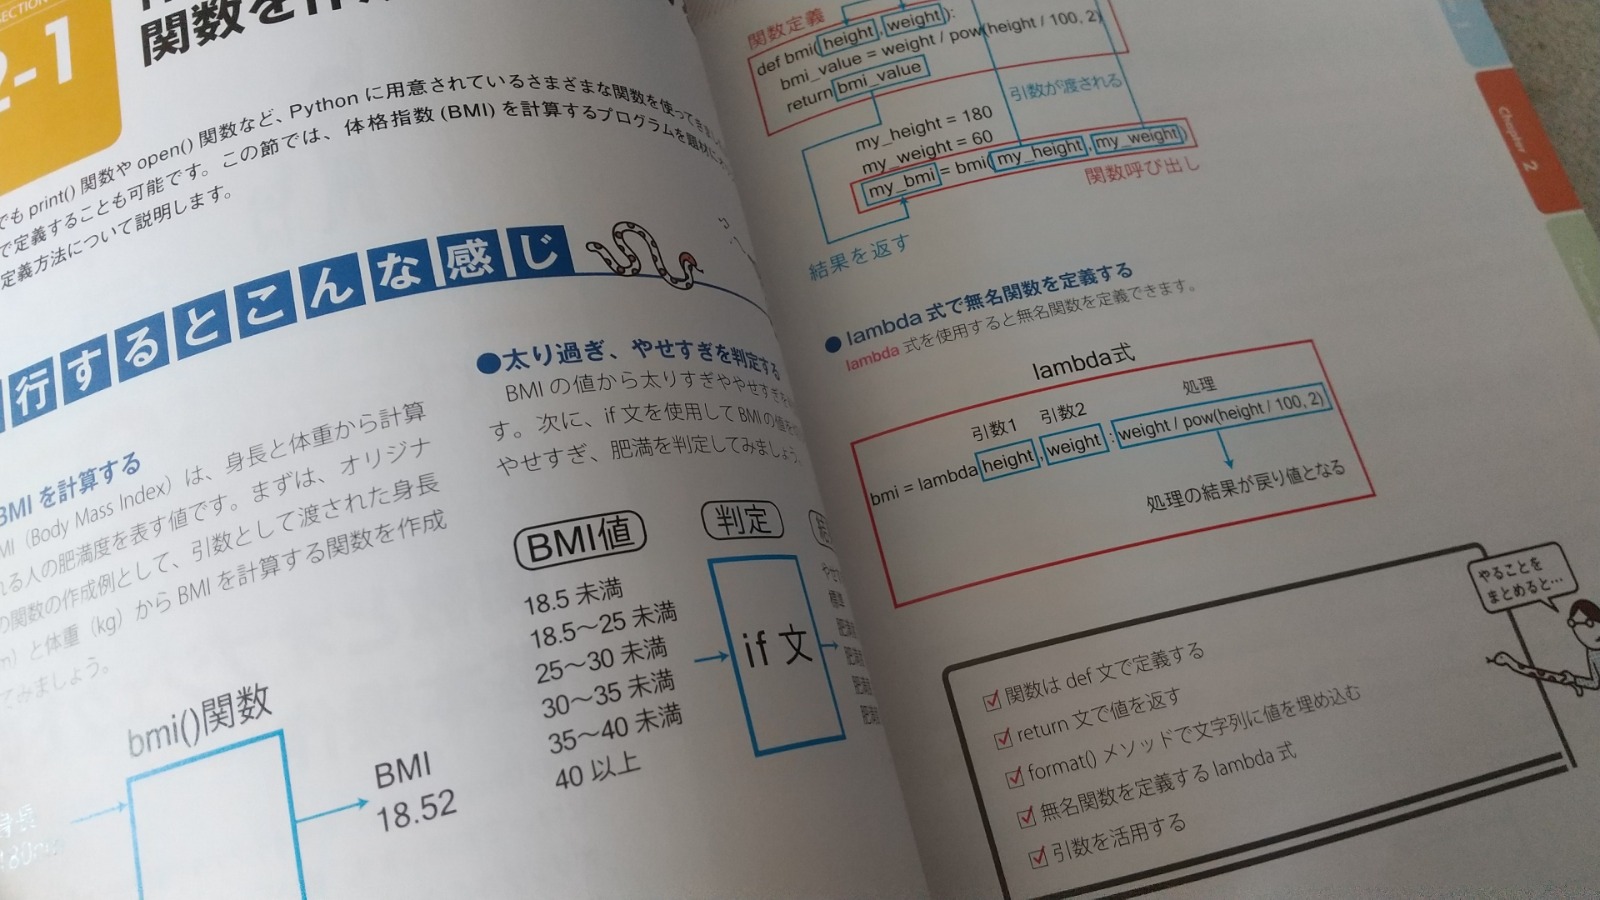 SECTION
2-1
関数を作
でも print() 関数や open() 関数など、Python に用意されているさまざまな関数を使って
で定義することも可能です。この節では、体格指数 (BMI) を計算するプログラムを題材に
定義方法について説明します。
行するとこんな感じ
BMI を計算する
MI（Body Mass Index）は、身長と体重から計算
れる人の肥満度を表す値です。まずは、オリジナ
の関数の作成例として、引数として渡された身長
m）と体重（kg）から BMI を計算する関数を作成
てみましょう。
bmi()関数
身長
180cm
BMI
18.52
●太り過ぎ、やせすぎを判定する
BMI の値から太りすぎややせすぎを
す。次に、if 文を使用して BMI の値を
やせすぎ、肥満を判定してみましょう。
BMI値
判定
18.5 未満
18.5〜25 未満
25〜30 未満
30〜35 未満
35〜40 未満
40 以上
if 文
関数定義
def bmi(height, weight):
bmi_value = weight / pow(height / 100, 2)
return bmi_value
引数が渡される
my_height = 180
my_weight = 60
my_bmi = bmi(my_height, my_weight)
関数呼び出し
結果を返す
● lambda 式で無名関数を定義する
lambda 式を使用すると無名関数を定義できます。
lambda式
引数1 引数2 処理
bmi = lambda height, weight : weight / pow(height / 100, 2)
処理の結果が戻り値となる
やることを
まとめると…
関数は def 文で定義する
return 文で値を返す
format() メソッドで文字列に値を埋め込む
無名関数を定義する lambda 式
引数を活用する
Chapter 2